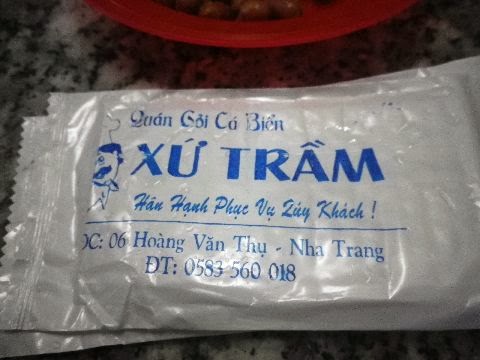 Quán Gỏi Cá Biển
XỨ TRẦM
Hân Hạnh Phục Vụ Qúy Khách !
ĐC: 06 Hoàng Văn Thụ - Nha Trang
ĐT: 0583 560 018